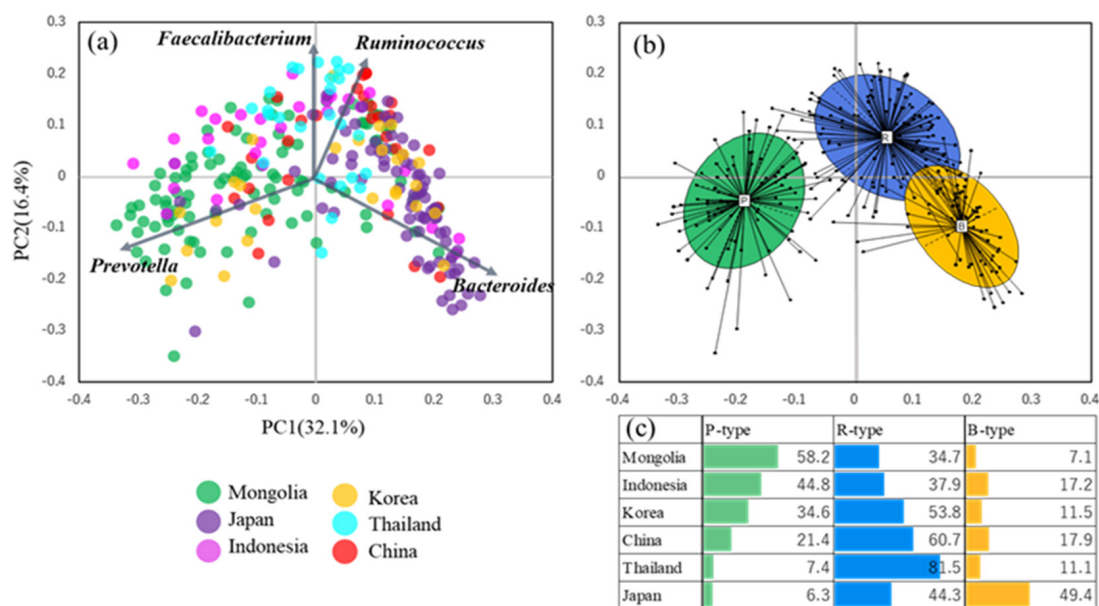 (a)
Faecalibacterium
Ruminococcus
Prevotella
Bacteroides
0.3
0.2
0.1
0
-0.1
-0.2
-0.3
-0.4
PC2(16.4%)
-0.4 -0.3 -0.2 -0.1 0 0.1 0.2 0.3 0.4
PC1(32.1%)
Mongolia
Japan
Indonesia
Korea
Thailand
China
(b)
0.3
0.2
0.1
0
-0.1
-0.2
-0.3
-0.4
P
R
B
-0.4 -0.3 -0.2 -0.1 0 0.1 0.2 0.3 0.4
(c) P-type R-type B-type
Mongolia 58.2 34.7 7.1
Indonesia 44.8 37.9 17.2
Korea 34.6 53.8 11.5
China 21.4 60.7 17.9
Thailand 7.4 81.5 11.1
Japan 6.3 44.3 49.4